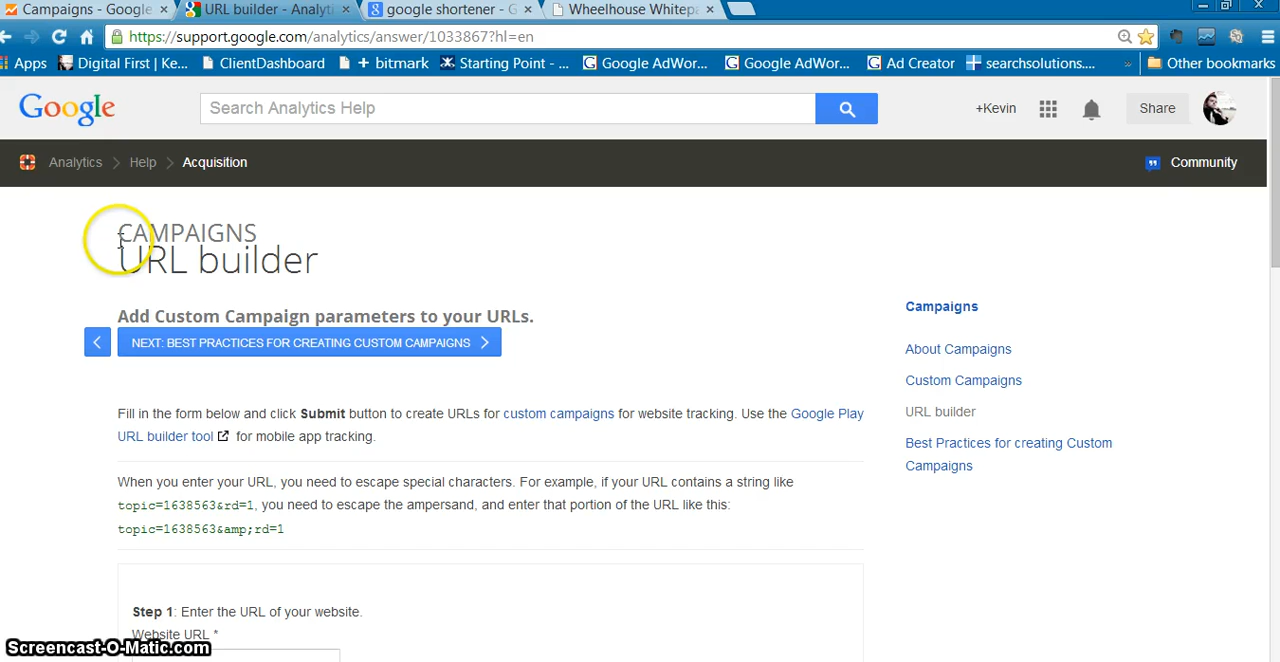 Campaigns - Google
URL builder - Analyti
google shortener - G
Wheelhouse Whitepa
https://support.google.com/analytics/answer/1033867?hl=en
Apps
Digital First | Ke...
ClientDashboard
+ bitmark
Starting Point - ...
Google AdWor...
Google AdWor...
Ad Creator
searchsolutions....
»
Other bookmarks
Google
Search Analytics Help
+Kevin
Share
Analytics > Help > Acquisition
Community
CAMPAIGNS
URL builder
Add Custom Campaign parameters to your URLs.
NEXT: BEST PRACTICES FOR CREATING CUSTOM CAMPAIGNS
Fill in the form below and click Submit button to create URLs for custom campaigns for website tracking. Use the Google Play
URL builder tool for mobile app tracking.
When you enter your URL, you need to escape special characters. For example, if your URL contains a string like
topic=1638563&rd=1, you need to escape the ampersand, and enter that portion of the URL like this:
topic=1638563&amp;rd=1
Step 1: Enter the URL of your website.
Website URL *
Campaigns
About Campaigns
Custom Campaigns
URL builder
Best Practices for creating Custom
Campaigns
Screencast-O-Matic.com